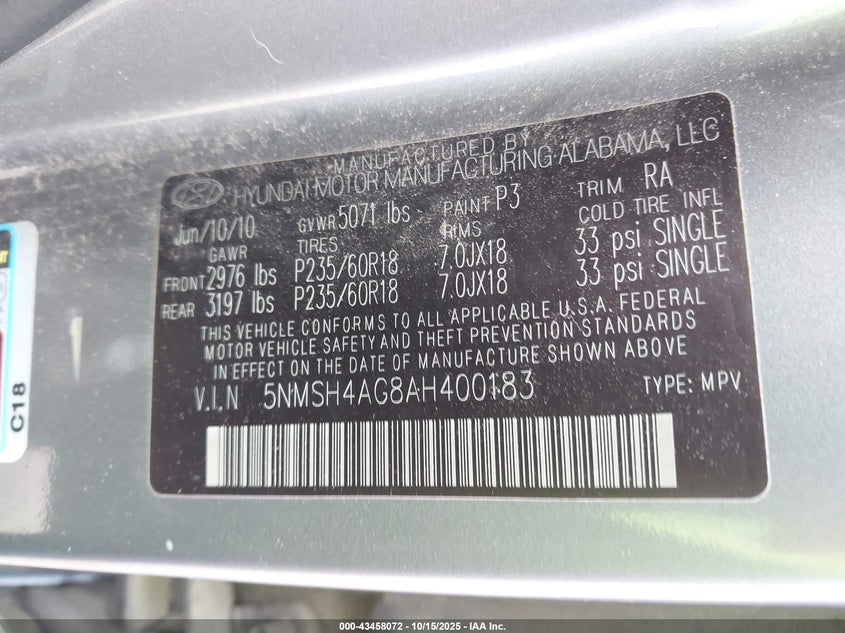 MANUFACTURED BY
HYUNDAI MOTOR MANUFACTURING ALABAMA, LLC
Jun/10/10 GVWR 5071 lbs PAINT P3 TRIM RA
GAWR TIRES RIMS COLD TIRE INFL
FRONT 2976 lbs P235/60R18 7.0JX18 33 psi SINGLE
REAR 3197 lbs P235/60R18 7.0JX18 33 psi SINGLE
THIS VEHICLE CONFORMS TO ALL APPLICABLE U.S.A. FEDERAL
MOTOR VEHICLE SAFETY AND THEFT PREVENTION STANDARDS
IN EFFECT ON THE DATE OF MANUFACTURE SHOWN ABOVE
V.I.N 5NMSH4AG8AH400183 TYPE: MPV
C18
000-43458072 - 10/15/2025 - IAA Inc.